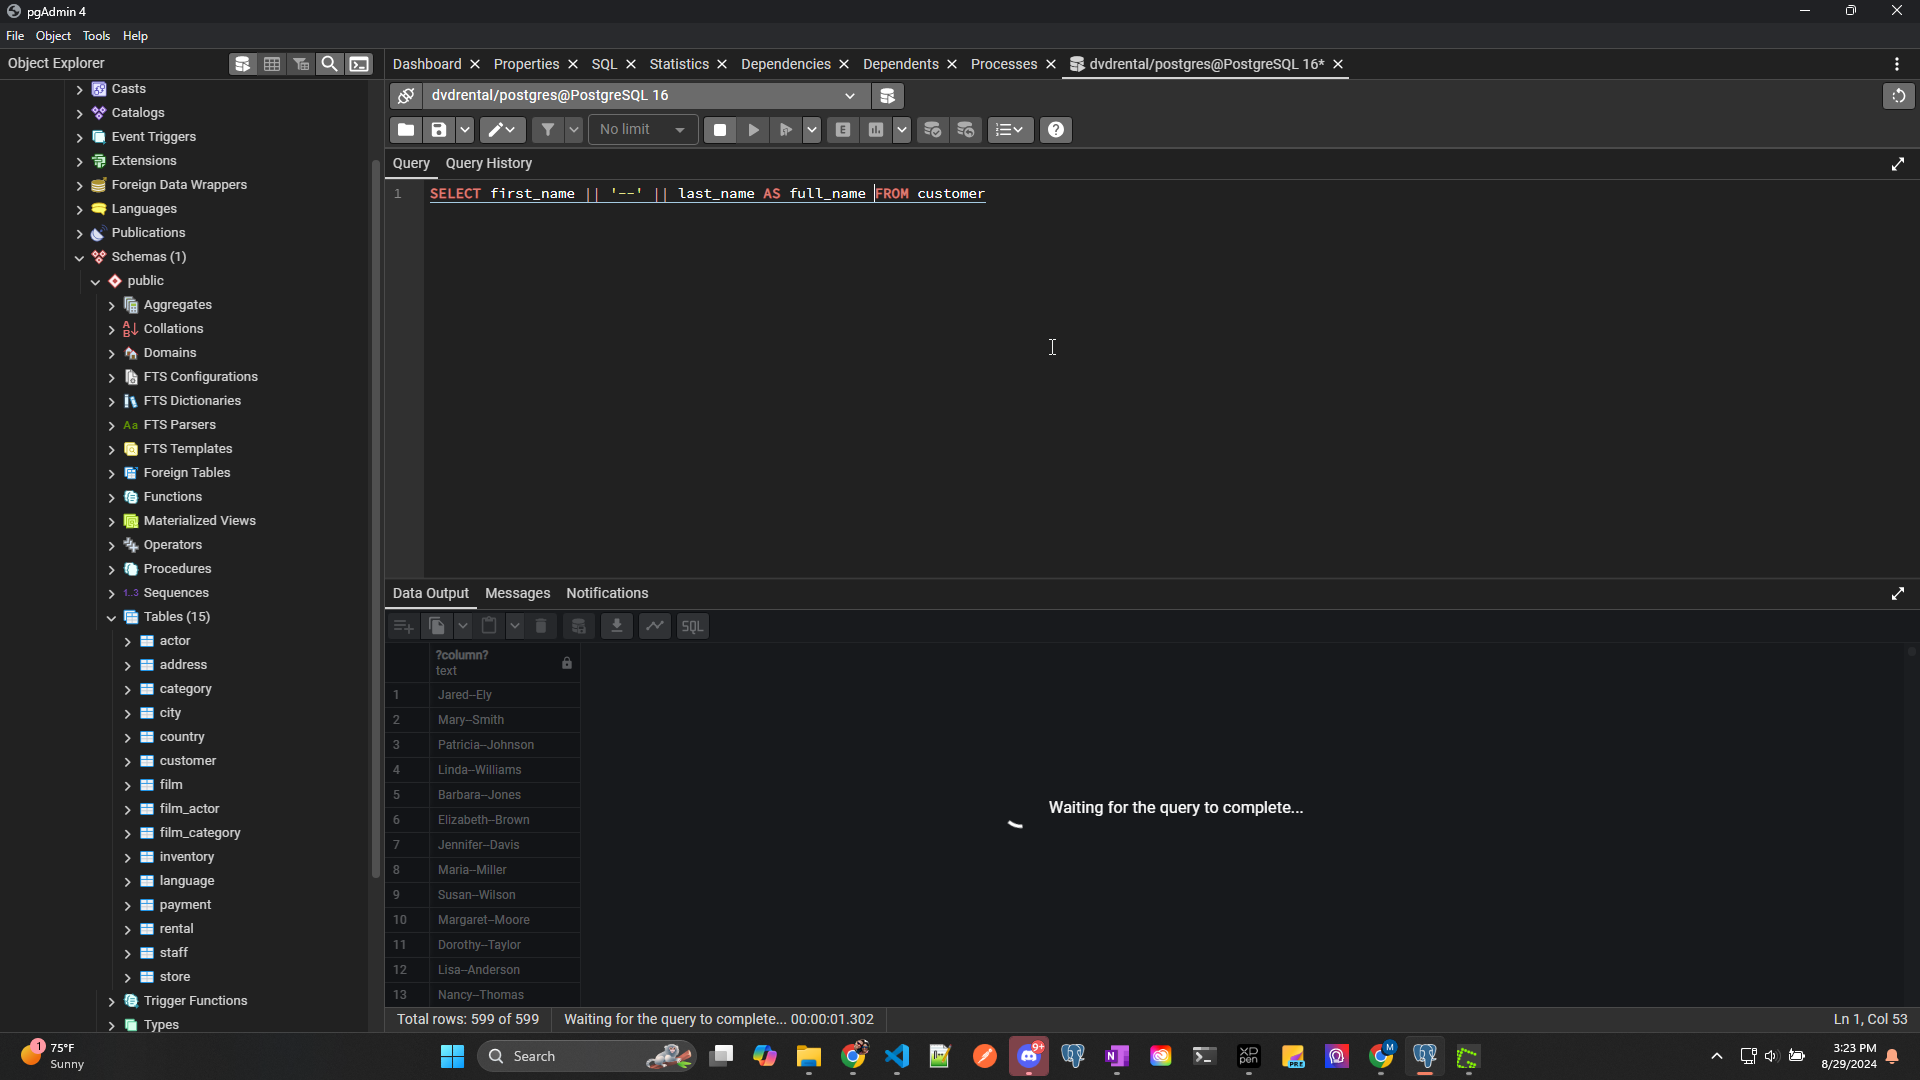 pgAdmin 4
File Object Tools Help
Object Explorer
Dashboard Properties SQL Statistics Dependencies Dependents Processes dvdrental/postgres@PostgreSQL 16*
Casts
Catalogs
Event Triggers
Extensions
Foreign Data Wrappers
Languages
Publications
Schemas (1)
public
Aggregates
Collations
Domains
FTS Configurations
FTS Dictionaries
FTS Parsers
FTS Templates
Foreign Tables
Functions
Materialized Views
Operators
Procedures
1..3 Sequences
Tables (15)
actor
address
category
city
country
customer
film
film_actor
film_category
inventory
language
payment
rental
staff
store
Trigger Functions
Types
dvdrental/postgres@PostgreSQL 16
No limit
Query Query History
1 SELECT first_name || '--' || last_name AS full_name FROM customer
Data Output Messages Notifications
SQL
?column?
text
1 Jared--Ely
2 Mary--Smith
3 Patricia--Johnson
4 Linda--Williams
5 Barbara--Jones
6 Elizabeth--Brown
7 Jennifer--Davis
8 Maria--Miller
9 Susan--Wilson
10 Margaret--Moore
11 Dorothy--Taylor
12 Lisa--Anderson
13 Nancy--Thomas
Waiting for the query to complete...
Total rows: 599 of 599 Waiting for the query to complete... 00:00:01.302 Ln 1, Col 53
1 75°F
Sunny
Search
9+
M
3:23 PM
8/29/2024